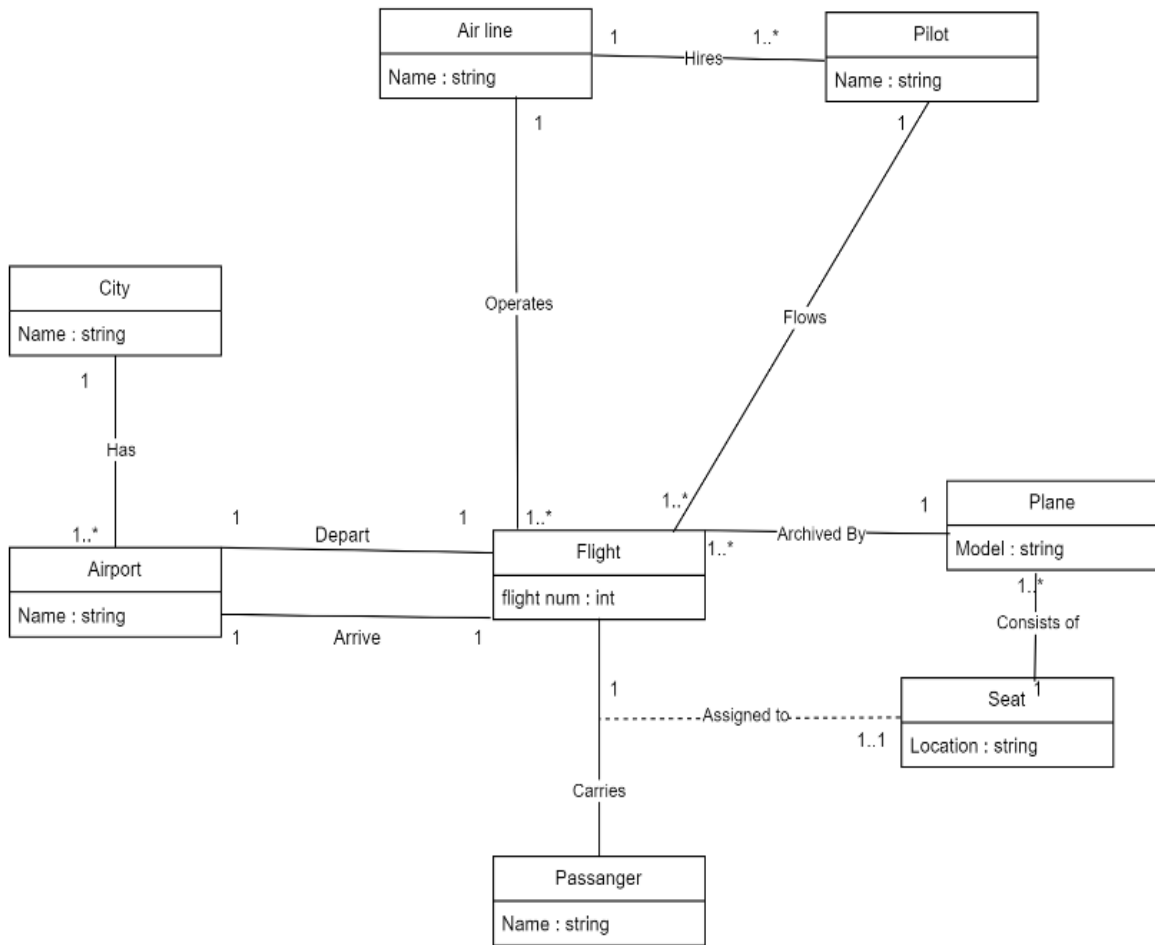 Air line
Name : string
1
Hires
1..*
Pilot
Name : string
1
1
City
Name : string
1
Operates
Flows
Has
1..*
1
Depart
1
1..*
1..*
1
Airport
Name : string
Flight
flight num : int
1..*
Archived By
Plane
Model : string
1
Arrive
1
1..*
Consists of
1
Seat
Location : string
1
Assigned to
1..1
Carries
Passanger
Name : string